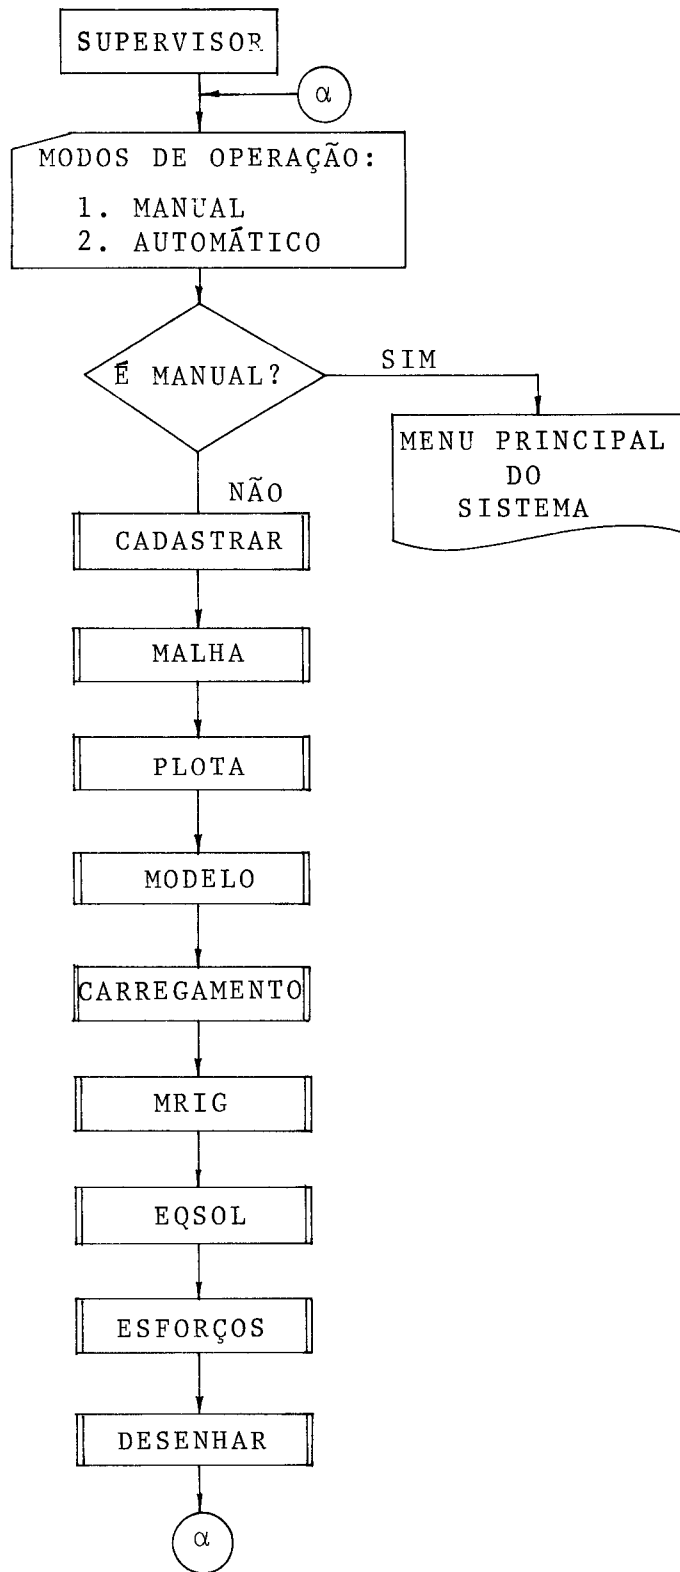 SUPERVISOR
α
MODOS DE OPERAÇÃO:
1. MANUAL
2. AUTOMÁTICO
É MANUAL?
SIM
MENU PRINCIPAL
DO
SISTEMA
NÃO
CADASTRAR
MALHA
PLOTA
MODELO
CARREGAMENTO
MRIG
EQSOL
ESFORÇOS
DESENHAR
α